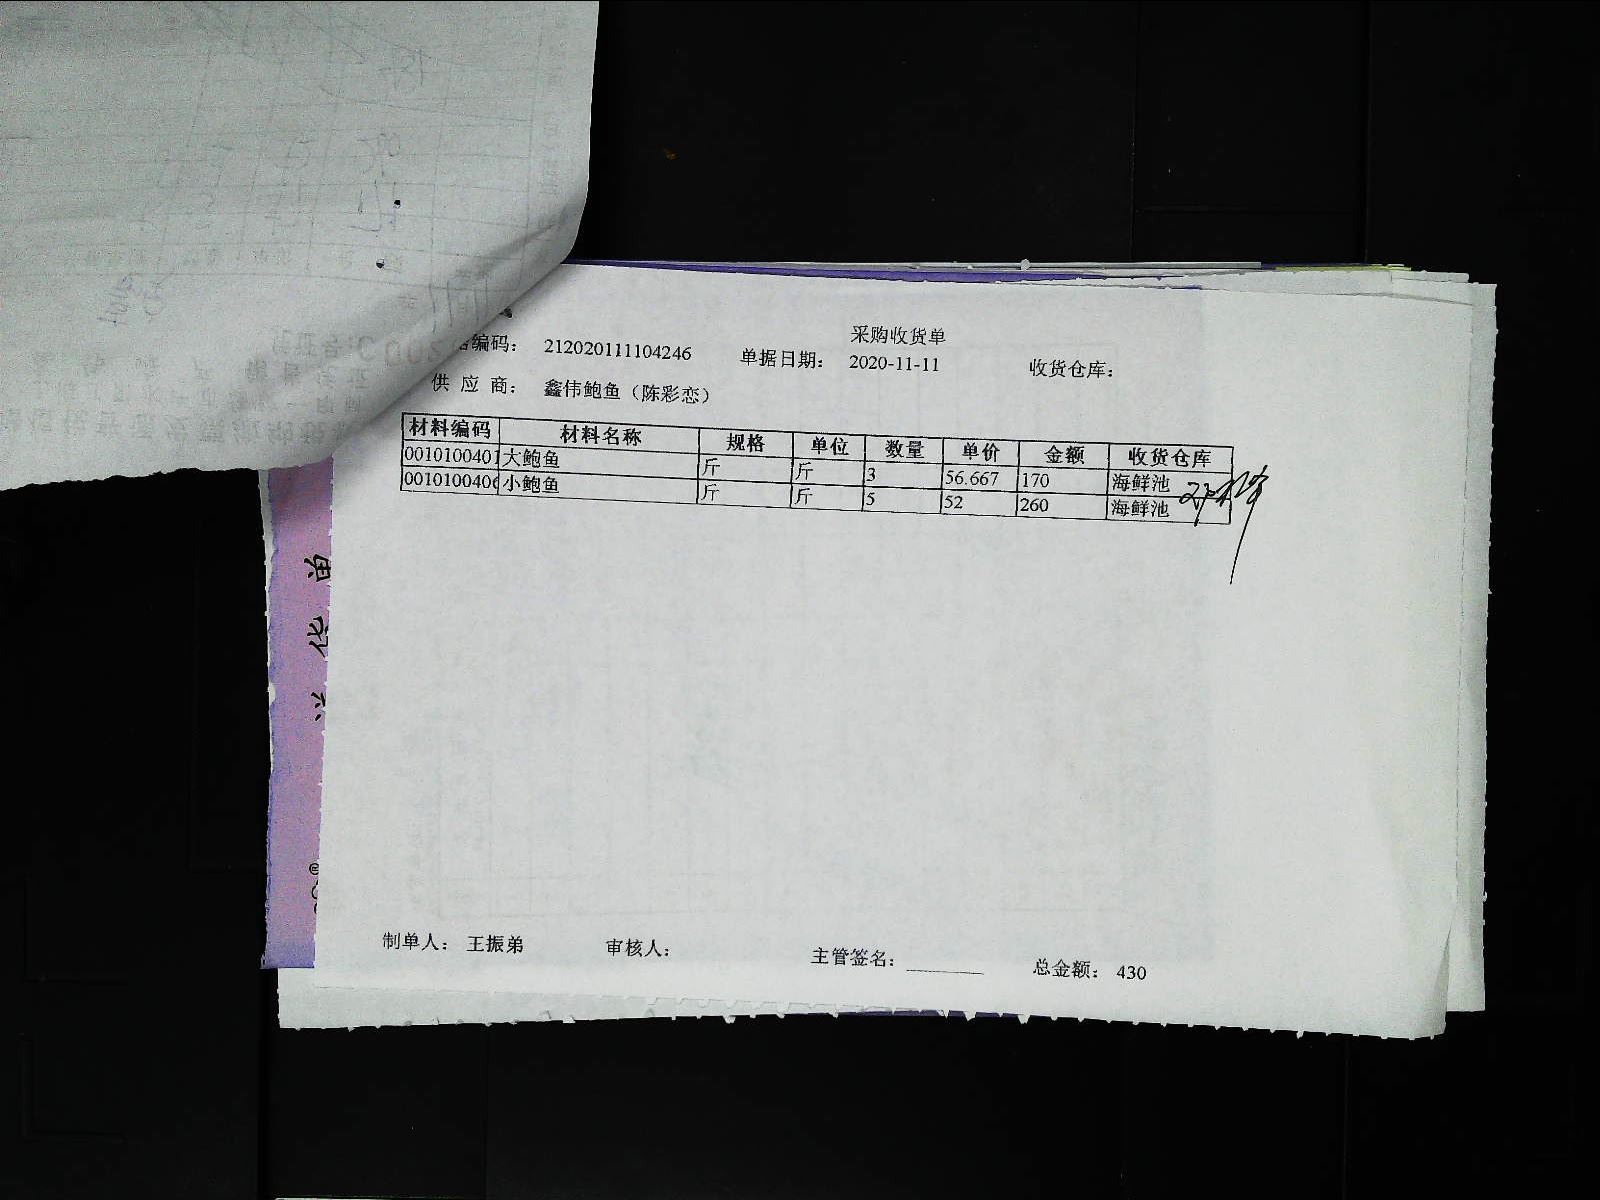 采购收货单
编码： 212020111104246 单据日期： 2020-11-11 收货仓库：
供 应 商： 鑫伟鲍鱼（陈彩恋）
材料编码 材料名称 规格 单位 数量 单价 金额 收货仓库
0010100401 大鲍鱼 斤 斤 3 56.667 170 海鲜池
001010040 小鲍鱼 斤 斤 5 52 260 海鲜池
制单人： 王振弟 审核人： 主管签名： 总金额： 430